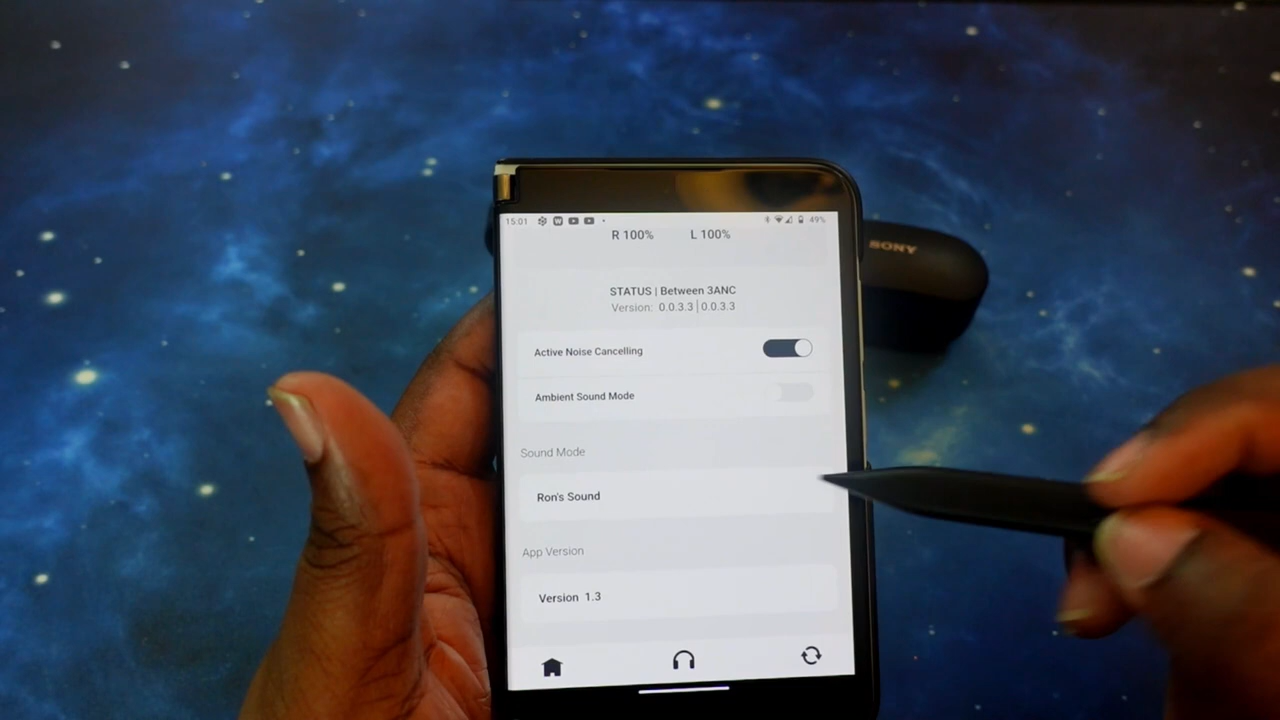 15:01 49%
R 100% L 100%
SONY
STATUS | Between 3ANC
Version: 0.0.3.3 | 0.0.3.3
Active Noise Cancelling
Ambient Sound Mode
Sound Mode
Ron's Sound
App Version
Version 1.3